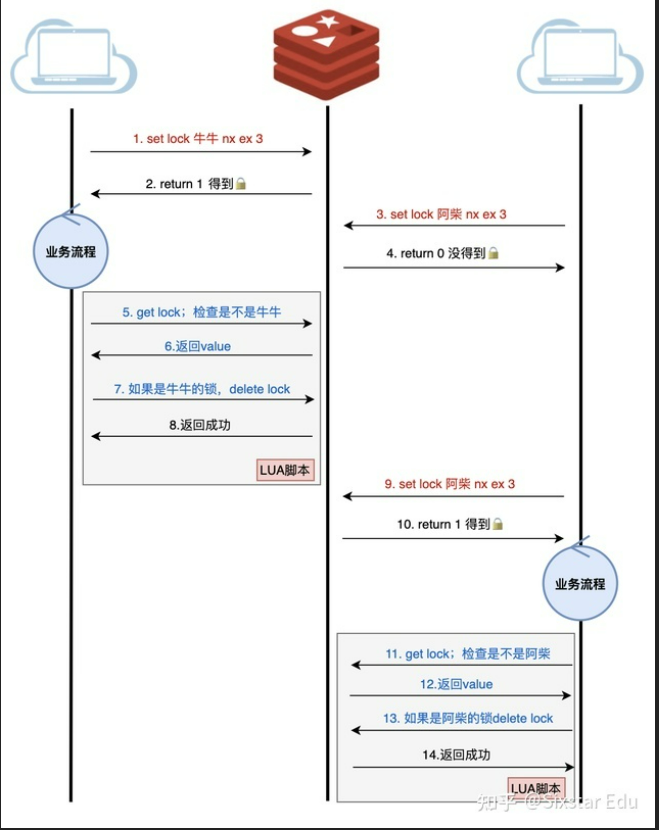 1. set lock 牛牛 nx ex 3
2. return 1 得到🔒
3. set lock 阿柴 nx ex 3
4. return 0 没得到🔒
业务流程
5. get lock；检查是不是牛牛
6.返回value
7. 如果是牛牛的锁，delete lock
8.返回成功
LUA脚本
9. set lock 阿柴 nx ex 3
10. return 1 得到🔒
业务流程
11. get lock；检查是不是阿柴
12.返回value
13. 如果是阿柴的锁delete lock
14.返回成功
LUA脚本
知乎 @Sixstar Edu